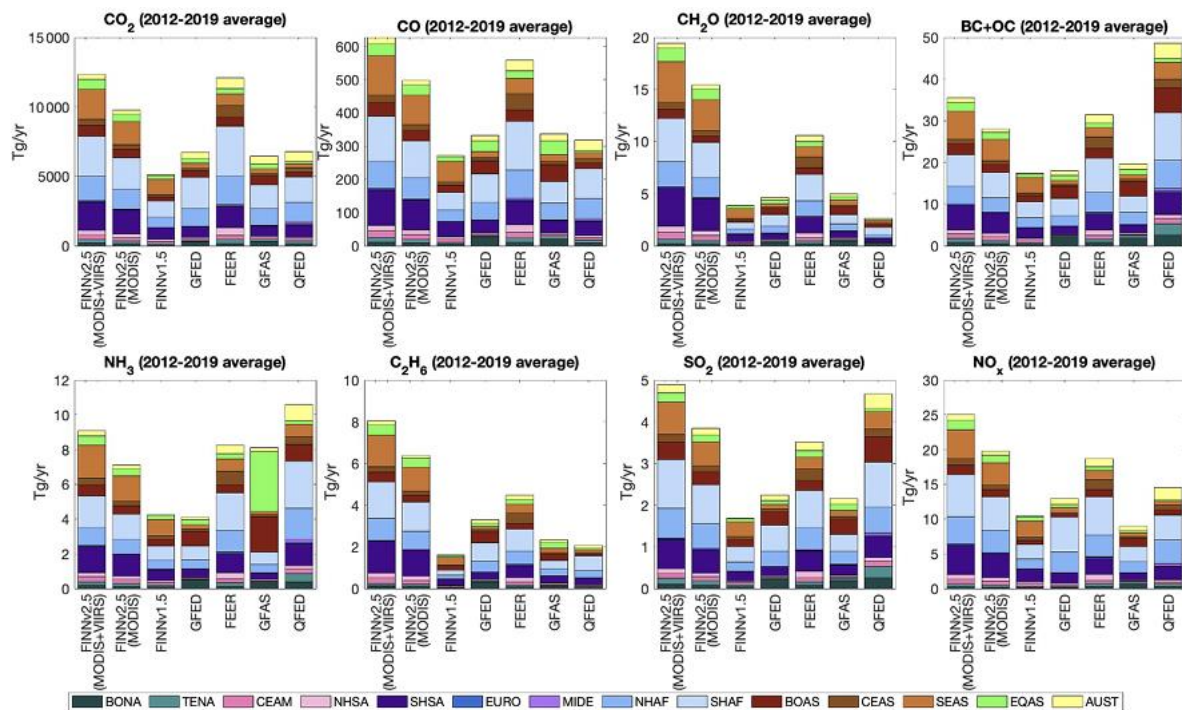 CO2 (2012-2019 average)
Tg/yr
15000
10000
5000
0
FINNv2.5
(MODIS+VIIRS)
FINNv2.5
(MODIS)
FINNv1.5
GFED
FEER
GFAS
QFED
CO (2012-2019 average)
Tg/yr
600
500
400
300
200
100
0
FINNv2.5
(MODIS+VIIRS)
FINNv2.5
(MODIS)
FINNv1.5
GFED
FEER
GFAS
QFED
CH2O (2012-2019 average)
Tg/yr
20
15
10
5
0
FINNv2.5
(MODIS+VIIRS)
FINNv2.5
(MODIS)
FINNv1.5
GFED
FEER
GFAS
QFED
BC+OC (2012-2019 average)
Tg/yr
50
40
30
20
10
0
FINNv2.5
(MODIS+VIIRS)
FINNv2.5
(MODIS)
FINNv1.5
GFED
FEER
GFAS
QFED
NH3 (2012-2019 average)
Tg/yr
12
10
8
6
4
2
0
FINNv2.5
(MODIS+VIIRS)
FINNv2.5
(MODIS)
FINNv1.5
GFED
FEER
GFAS
QFED
C2H6 (2012-2019 average)
Tg/yr
10
8
6
4
2
0
FINNv2.5
(MODIS+VIIRS)
FINNv2.5
(MODIS)
FINNv1.5
GFED
FEER
GFAS
QFED
SO2 (2012-2019 average)
Tg/yr
5
4
3
2
1
0
FINNv2.5
(MODIS+VIIRS)
FINNv2.5
(MODIS)
FINNv1.5
GFED
FEER
GFAS
QFED
NOx (2012-2019 average)
Tg/yr
30
25
20
15
10
5
0
FINNv2.5
(MODIS+VIIRS)
FINNv2.5
(MODIS)
FINNv1.5
GFED
FEER
GFAS
QFED
BONA TENA CEAM NHSA SHSA EURO MIDE NHAF SHAF BOAS CEAS SEAS EQAS AUST